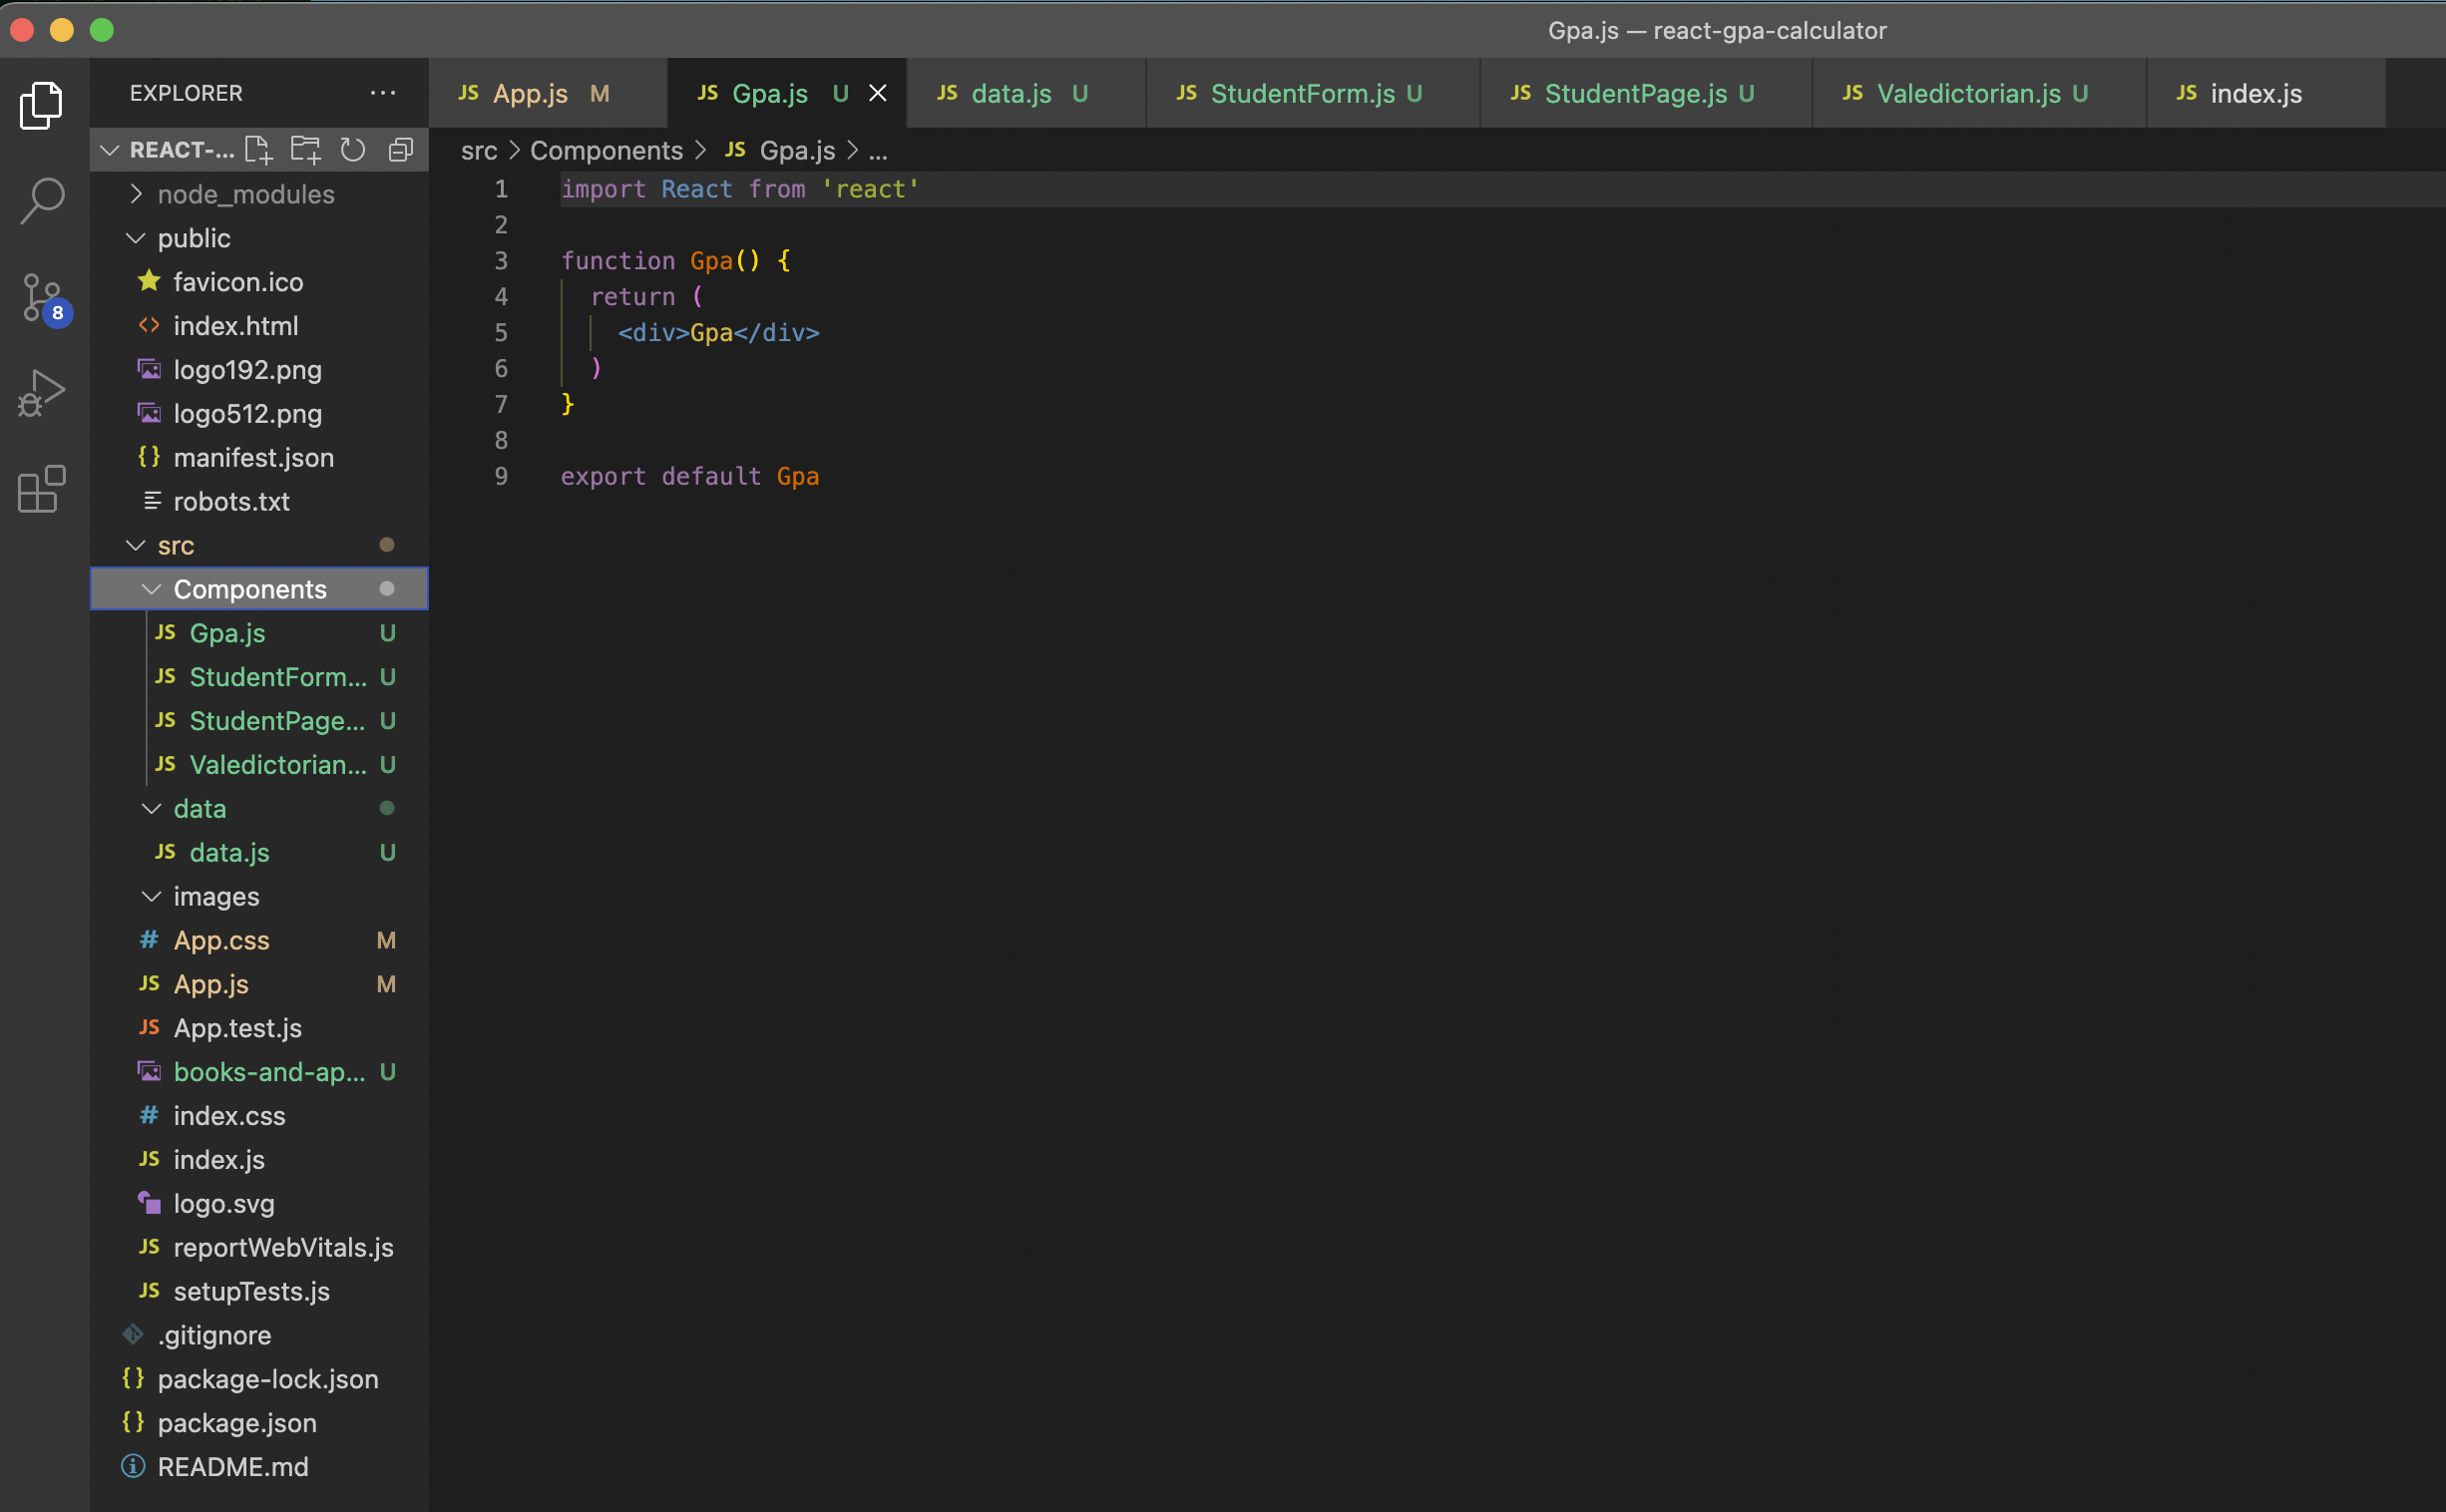 Gpa.js — react-gpa-calculator
EXPLORER ...
JS App.js M
JS Gpa.js U
JS data.js U
JS StudentForm.js U
JS StudentPage.js U
JS Valedictorian.js U
JS index.js
REACT-...
src > Components > JS Gpa.js > ...
node_modules
public
favicon.ico
<> index.html
logo192.png
logo512.png
{} manifest.json
robots.txt
src
Components
JS Gpa.js U
JS StudentForm... U
JS StudentPage... U
JS Valedictorian... U
data
JS data.js U
images
# App.css M
JS App.js M
JS App.test.js
books-and-ap... U
# index.css
JS index.js
logo.svg
JS reportWebVitals.js
JS setupTests.js
.gitignore
{} package-lock.json
{} package.json
README.md
8
1 import React from 'react'
2
3 function Gpa() {
4 return (
5 <div>Gpa</div>
6 )
7 }
8
9 export default Gpa